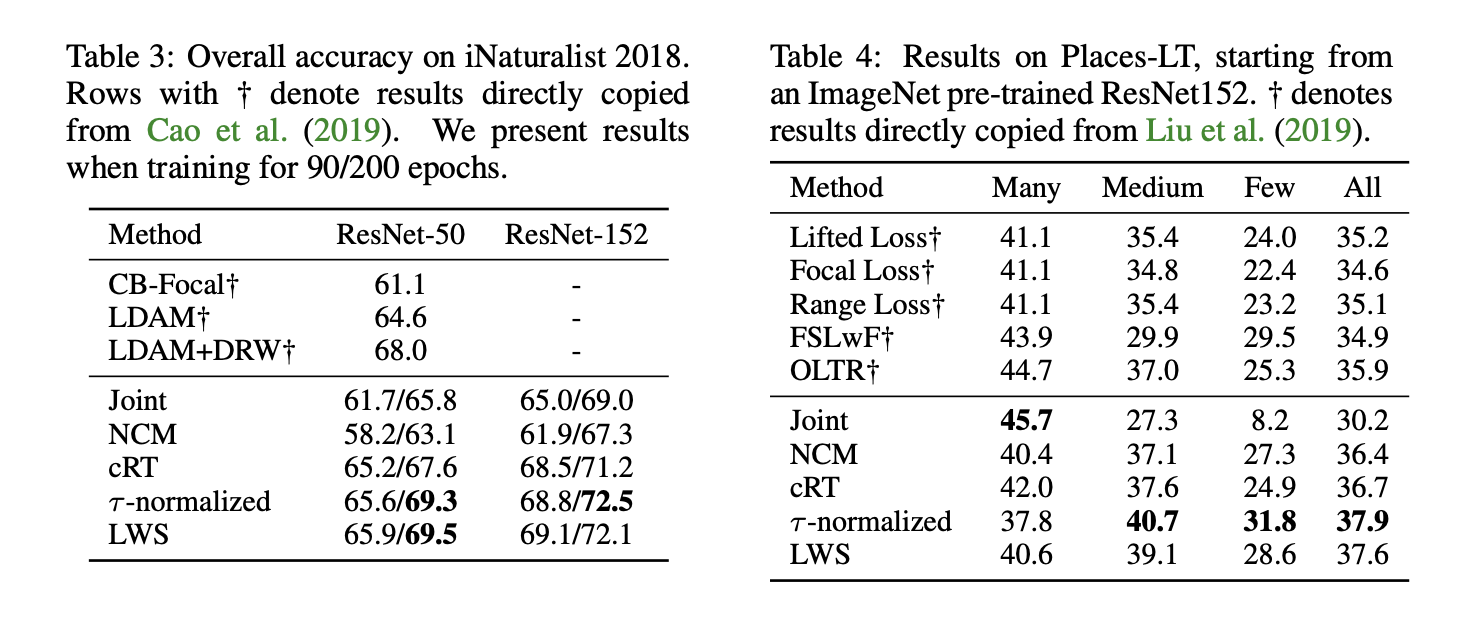 Table 3: Overall accuracy on iNaturalist 2018.
Rows with † denote results directly copied
from Cao et al. (2019). We present results
when training for 90/200 epochs.
Method ResNet-50 ResNet-152
CB-Focal† 61.1 -
LDAM† 64.6 -
LDAM+DRW† 68.0 -
Joint 61.7/65.8 65.0/69.0
NCM 58.2/63.1 61.9/67.3
cRT 65.2/67.6 68.5/71.2
τ-normalized 65.6/69.3 68.8/72.5
LWS 65.9/69.5 69.1/72.1
Table 4: Results on Places-LT, starting from
an ImageNet pre-trained ResNet152. † denotes
results directly copied from Liu et al. (2019).
Method Many Medium Few All
Lifted Loss† 41.1 35.4 24.0 35.2
Focal Loss† 41.1 34.8 22.4 34.6
Range Loss† 41.1 35.4 23.2 35.1
FSLwF† 43.9 29.9 29.5 34.9
OLTR† 44.7 37.0 25.3 35.9
Joint 45.7 27.3 8.2 30.2
NCM 40.4 37.1 27.3 36.4
cRT 42.0 37.6 24.9 36.7
τ-normalized 37.8 40.7 31.8 37.9
LWS 40.6 39.1 28.6 37.6